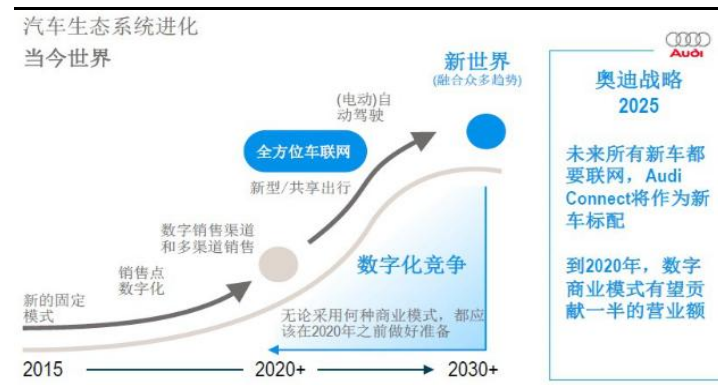 汽车生态系统进化
当今世界
新世界
(融合众多趋势)
(电动)自
动驾驶
全方位车联网
新型/共享出行
数字销售渠道
和多渠道销售
销售点
数字化
新的固定
模式
数字化竞争
无论采用何种商业模式，都应
该在2020年之前做好准备
2015
2020+
2030+
Audi
奥迪战略
2025
未来所有新车都
要联网，Audi
Connect将作为新
车标配
到2020年，数字
商业模式有望贡
献一半的营业额